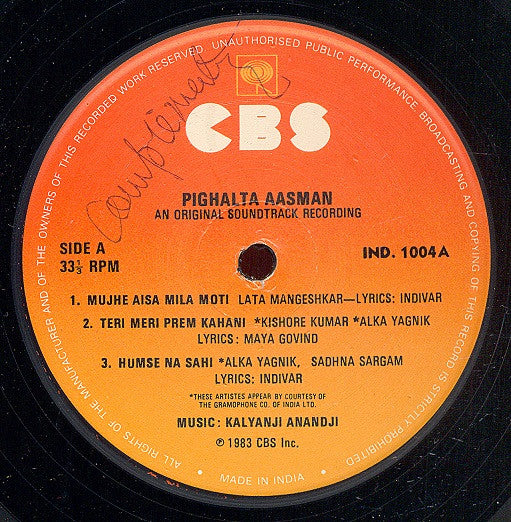 ALL RIGHTS OF THE MANUFACTURER AND OF THE OWNERS OF THIS RECORDED WORK RESERVED. UNAUTHORISED PUBLIC PERFORMANCE, BROADCASTING AND COPYING OF THIS RECORD IS STRICTLY PROHIBITED.
CBS
PIGHALTA AASMAN
AN ORIGINAL SOUNDTRACK RECORDING
SIDE A
33⅓ RPM
IND. 1004A
1. MUJHE AISA MILA MOTI LATA MANGESHKAR—LYRICS: INDIVAR
2. TERI MERI PREM KAHANI *KISHORE KUMAR *ALKA YAGNIK
LYRICS: MAYA GOVIND
3. HUMSE NA SAHI *ALKA YAGNIK, SADHNA SARGAM
LYRICS: INDIVAR
*THESE ARTISTES APPEAR BY COURTESY OF
THE GRAMOPHONE CO. OF INDIA LTD.
MUSIC: KALYANJI ANANDJI
℗ 1983 CBS Inc.
• MADE IN INDIA •